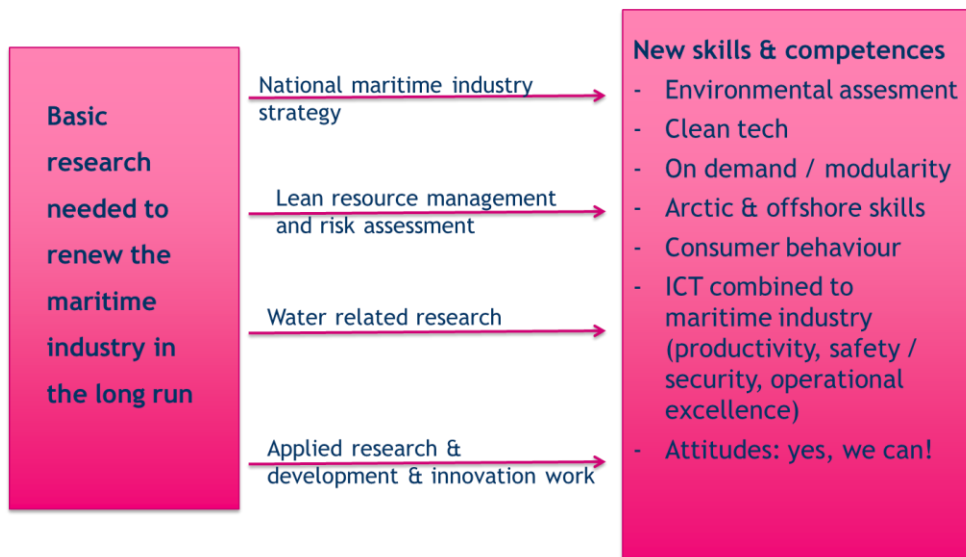 Basic
research
needed to
renew the
maritime
industry in
the long run
National maritime industry
strategy
Lean resource management
and risk assessment
Water related research
Applied research &
development & innovation work
New skills & competences
- Environmental assesment
- Clean tech
- On demand / modularity
- Arctic & offshore skills
- Consumer behaviour
- ICT combined to
maritime industry
(productivity, safety /
security, operational
excellence)
- Attitudes: yes, we can!